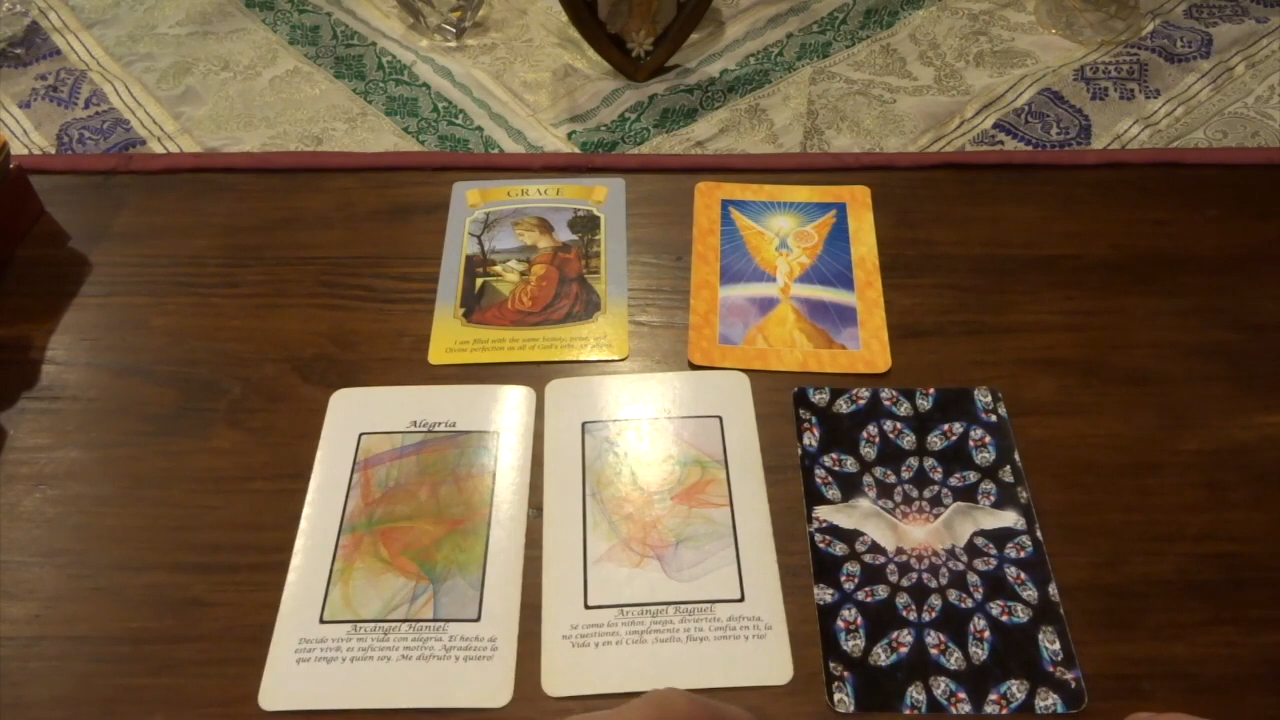 GRACE
I am filled with the same beauty, poise, and
Divine perfection as all of God's
Alegría
Arcángel Haniel:
Decido vivir mi vida con alegría. El hecho de
estar viv@, es suficiente motivo. Agradezco lo
que tengo y quien soy. ¡Me disfruto y quiero!
Arcángel Raguel:
Sé como los niños: juega, diviértete, disfruta,
no cuestiones, simplemente se tú. Confía en ti, la
Vida y en el Cielo. ¡Suelto, fluyo, sonrío y río!